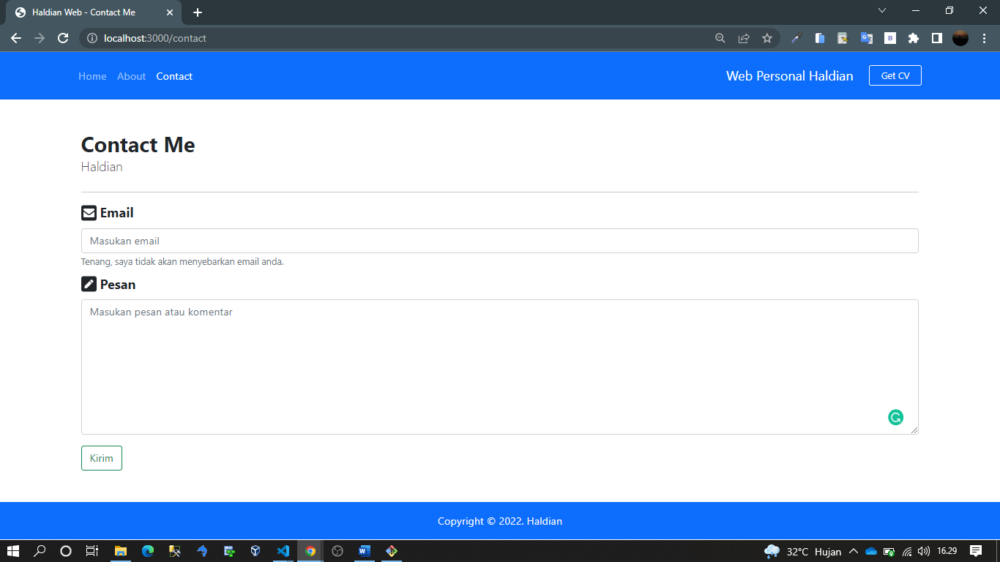 Haldian Web - Contact Me
localhost:3000/contact
Home About Contact Web Personal Haldian Get CV
Contact Me
Haldian
Email
Masukan email
Tenang, saya tidak akan menyebarkan email anda.
Pesan
Masukan pesan atau komentar
Kirim
Copyright © 2022. Haldian
32°C Hujan 16.29